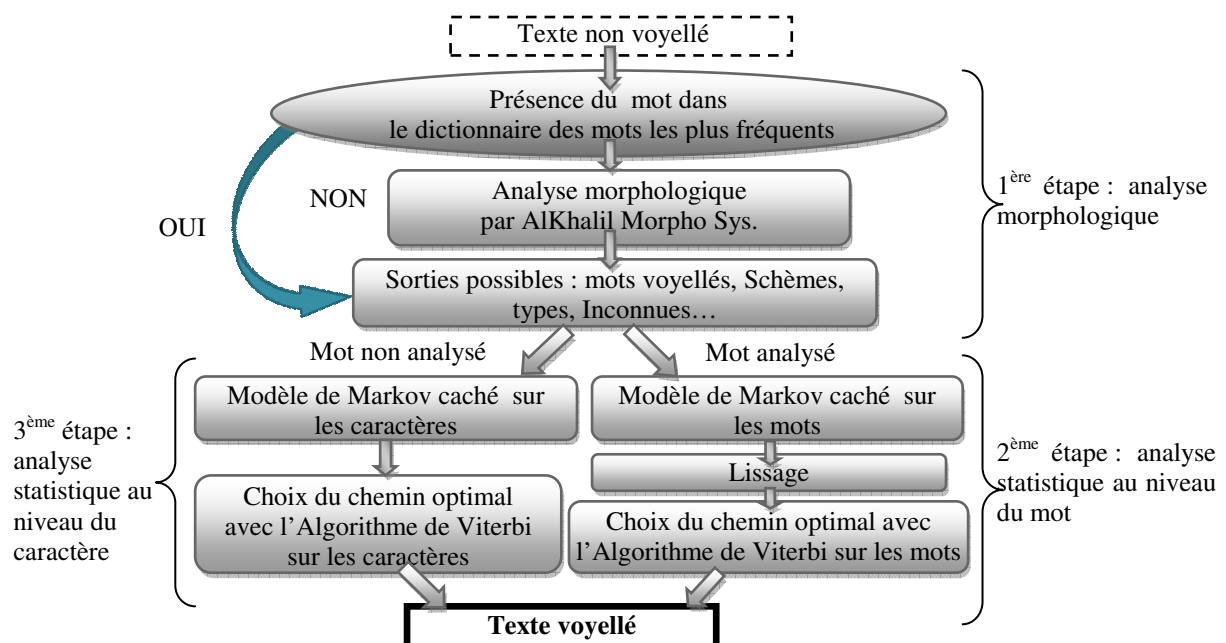 Texte non voyellé
Présence du mot dans
le dictionnaire des mots les plus fréquents
NON
OUI
Analyse morphologique
par AlKhalil Morpho Sys.
1ère étape : analyse
morphologique
Sorties possibles : mots voyellés, Schèmes,
types, Inconnues…
Mot non analysé
Mot analysé
3ème étape :
analyse
statistique au
niveau du
caractère
Modèle de Markov caché sur
les caractères
Choix du chemin optimal
avec l’Algorithme de Viterbi
sur les caractères
Modèle de Markov caché sur
les mots
Lissage
Choix du chemin optimal avec
l’Algorithme de Viterbi sur les mots
2ème étape : analyse
statistique au niveau
du mot
Texte voyellé